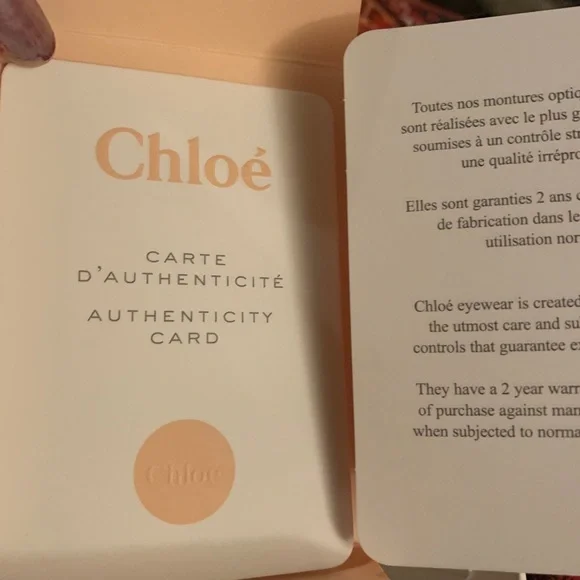 Chloé
CARTE
D'AUTHENTICITÉ
AUTHENTICITY
CARD
Chloé
Toutes nos montures optiq
sont réalisées avec le plus g
soumises à un contrôle str
une qualité irrépro
Elles sont garanties 2 ans c
de fabrication dans le
utilisation nor
Chloé eyewear is created
the utmost care and su
controls that guarantee e
They have a 2 year warr
of purchase against man
when subjected to norma